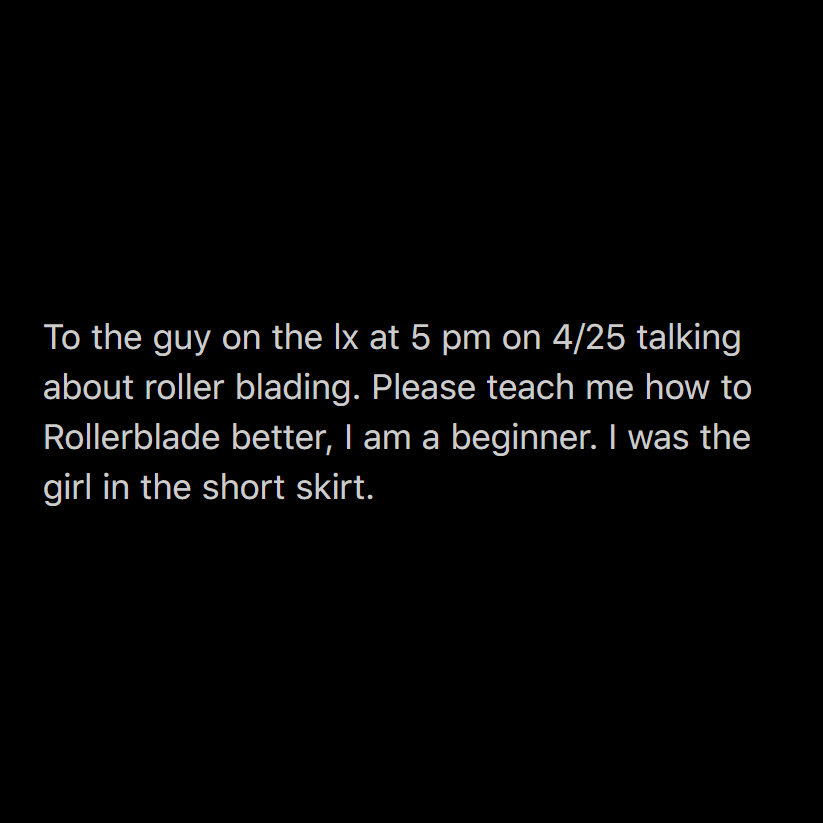 To the guy on the lx at 5 pm on 4/25 talking
about roller blading. Please teach me how to
Rollerblade better, I am a beginner. I was the
girl in the short skirt.